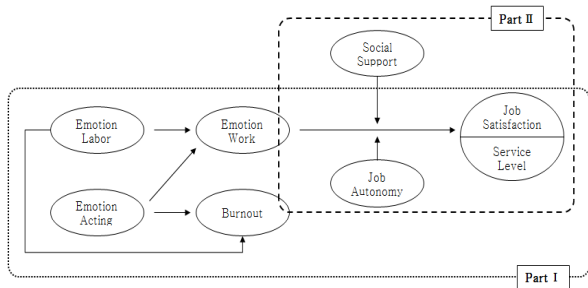 Part Ⅱ
Social
Support
Emotion
Labor
Emotion
Work
Job
Satisfaction
Service
Level
Job
Autonomy
Emotion
Acting
Burnout
Part Ⅰ